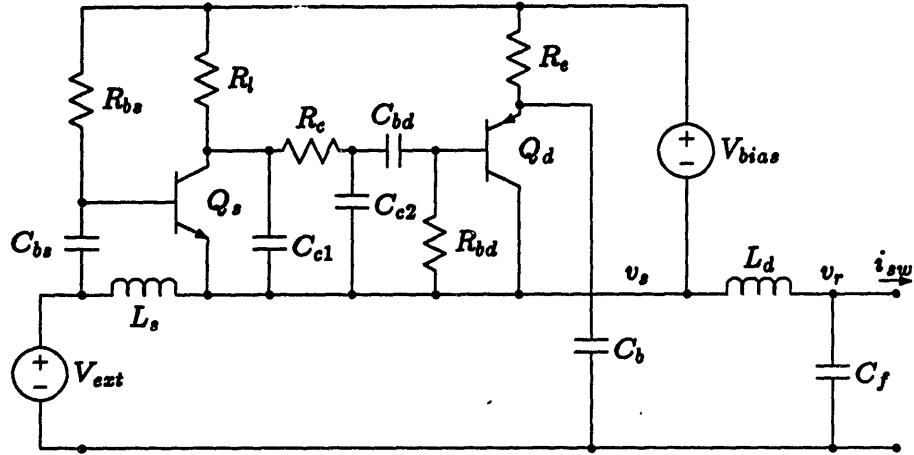 R_e
R_l
R_bs
R_c
C_bd
+
−
V_bias
Q_d
Q_s
C_c2
C_c1
R_bd
C_bs
v_s
L_d
v_r
i_sw
L_s
+
−
V_ext
C_b
C_f